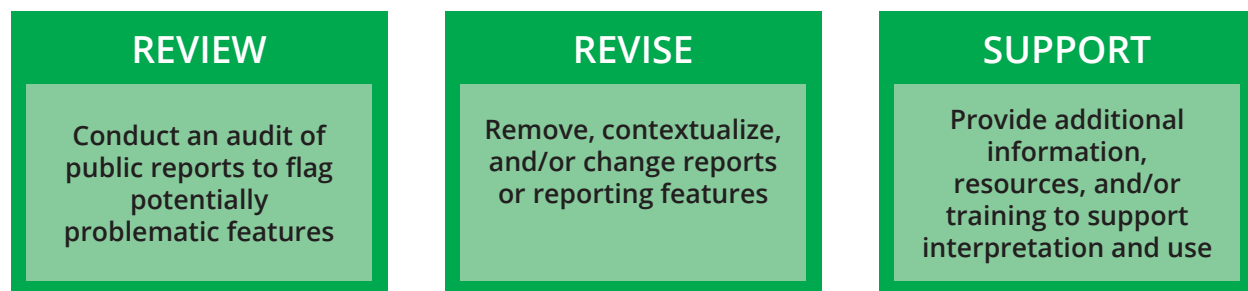 REVIEW
Conduct an audit of
public reports to flag
potentially
problematic features
REVISE
Remove, contextualize,
and/or change reports
or reporting features
SUPPORT
Provide additional
information,
resources, and/or
training to support
interpretation and use